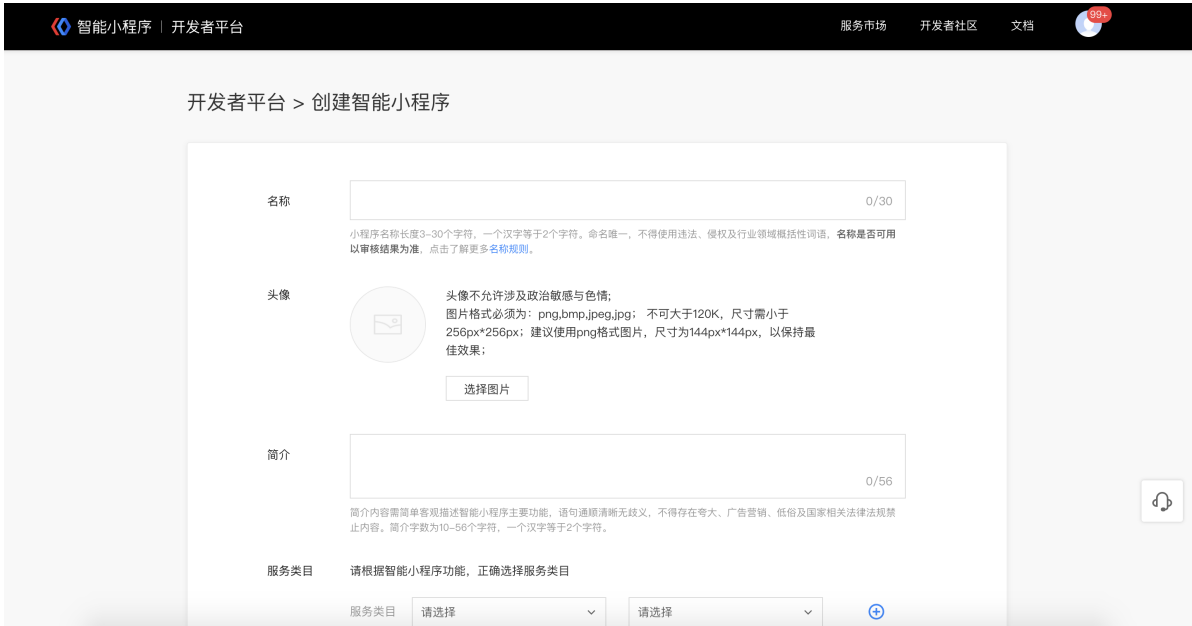 智能小程序 | 开发者平台
服务市场 开发者社区 文档 99+
开发者平台 > 创建智能小程序
名称
0/30
小程序名称长度3-30个字符，一个汉字等于2个字符。命名唯一，不得使用违法、侵权及行业领域概括性词语，名称是否可用
以审核结果为准，点击了解更多名称规则。
头像
头像不允许涉及政治敏感与色情;
图片格式必须为：png,bmp,jpeg,jpg； 不可大于120K，尺寸需小于
256px*256px；建议使用png格式图片，尺寸为144px*144px，以保持最
佳效果；
选择图片
简介
0/56
简介内容需简单客观描述智能小程序主要功能，语句通顺清晰无歧义，不得存在夸大、广告营销、低俗及国家相关法律法规禁
止内容。简介字数为10-56个字符，一个汉字等于2个字符。
服务类目 请根据智能小程序功能，正确选择服务类目
服务类目 请选择 请选择